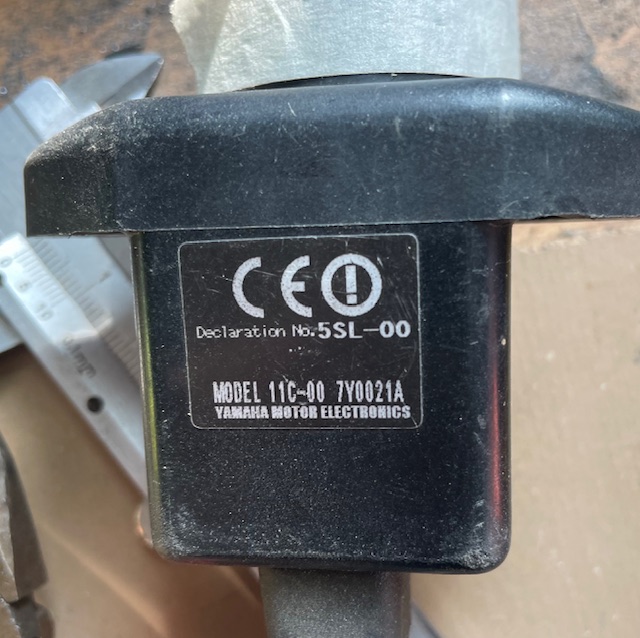 CE
Declaration No.5SL-00
MODEL 11C-00 7Y0021A
YAMAHA MOTOR ELECTRONICS